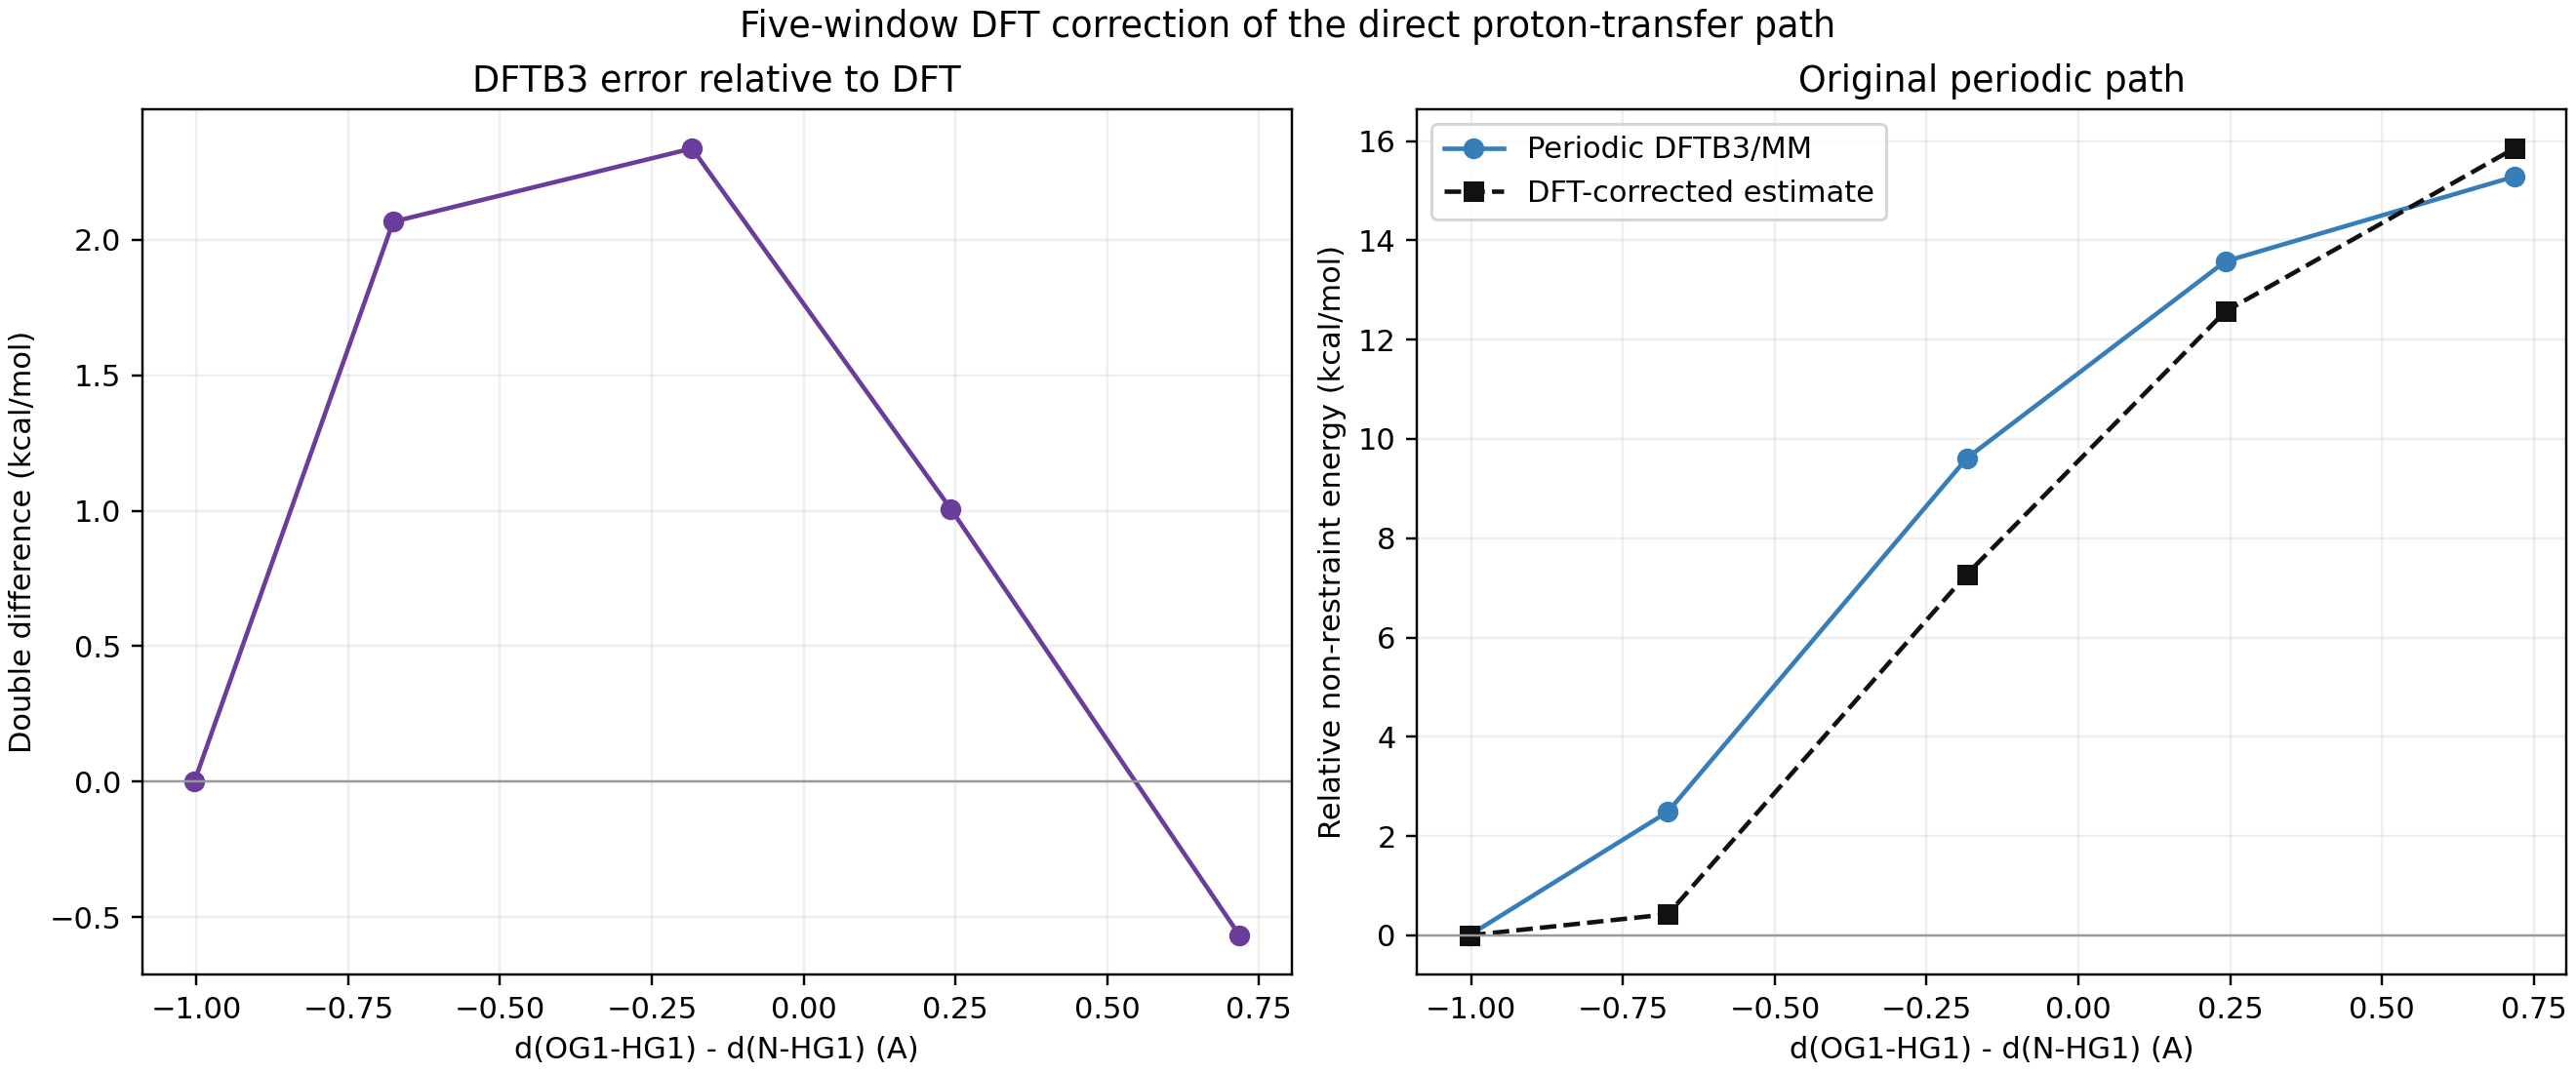 Five-window DFT correction of the direct proton-transfer path
DFTB3 error relative to DFT
Double difference (kcal/mol)
2.0
1.5
1.0
0.5
0.0
−0.5
−1.00 −0.75 −0.50 −0.25 0.00 0.25 0.50 0.75
d(OG1-HG1) - d(N-HG1) (A)
Original periodic path
Periodic DFTB3/MM
DFT-corrected estimate
Relative non-restraint energy (kcal/mol)
16
14
12
10
8
6
4
2
0
−1.00 −0.75 −0.50 −0.25 0.00 0.25 0.50 0.75
d(OG1-HG1) - d(N-HG1) (A)